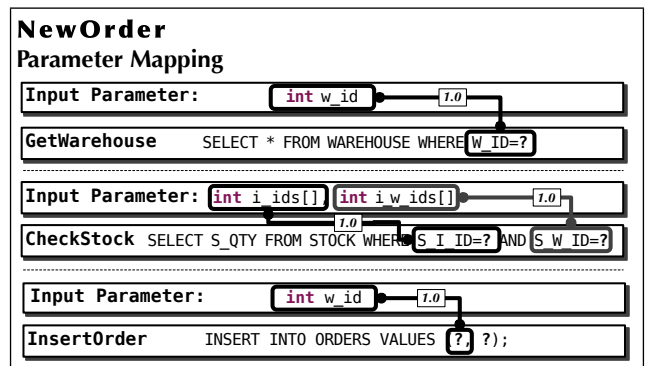 NewOrder
Parameter Mapping
Input Parameter: int w_id 1.0
GetWarehouse SELECT * FROM WAREHOUSE WHERE W_ID=?
Input Parameter: int i_ids[], int i_w_ids[] 1.0
1.0
CheckStock SELECT S_QTY FROM STOCK WHERE S_I_ID=? AND S_W_ID=?
Input Parameter: int w_id 1.0
InsertOrder INSERT INTO ORDERS VALUES (?, ?);